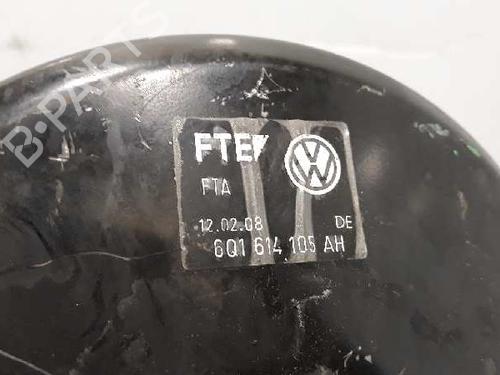 B-PARTS
FTE
FTA
12.02.08 DE
6Q1 614 105 AH